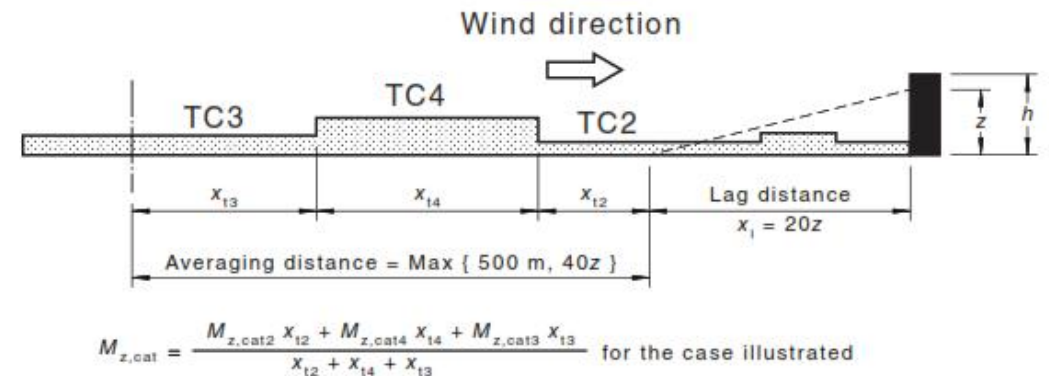 Wind direction
TC3
TC4
TC2
z
h
x_t3
x_t4
x_t2
Lag distance
x_i = 20z
Averaging distance = Max { 500 m, 40z }
M_z,cat = (M_z,cat2 x_t2 + M_z,cat4 x_t4 + M_z,cat3 x_t3) / (x_t2 + x_t4 + x_t3) for the case illustrated